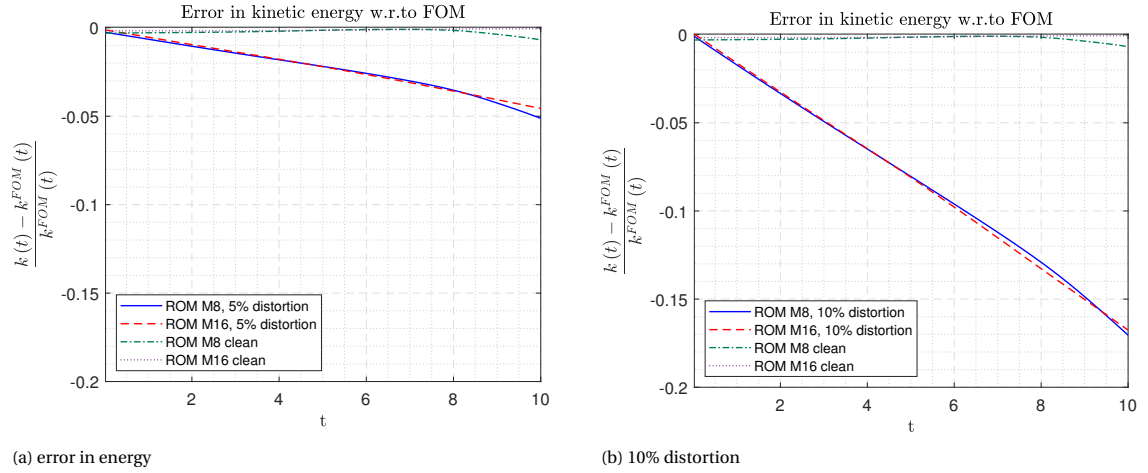 Error in kinetic energy w.r.to FOM
0
-0.05
-0.1
-0.15
-0.2
k (t) − k^{FOM} (t)
k^{FOM} (t)
ROM M8, 5% distortion
ROM M16, 5% distortion
ROM M8 clean
ROM M16 clean
2
4
6
8
10
t
(a) error in energy
Error in kinetic energy w.r.to FOM
0
-0.05
-0.1
-0.15
-0.2
k (t) − k^{FOM} (t)
k^{FOM} (t)
ROM M8, 10% distortion
ROM M16, 10% distortion
ROM M8 clean
ROM M16 clean
2
4
6
8
10
t
(b) 10% distortion